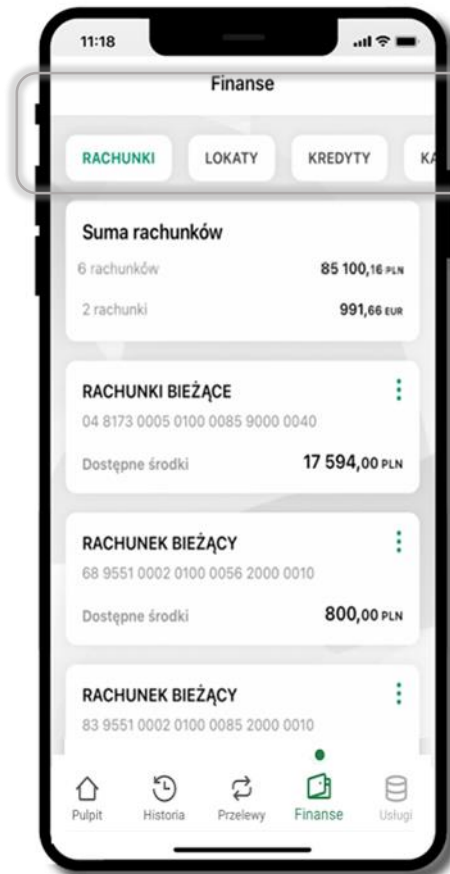 11:18
Finanse
RACHUNKI LOKATY KREDYTY KA
Suma rachunków
6 rachunków 85 100,16 PLN
2 rachunki 991,66 EUR
RACHUNKI BIEŻĄCE
04 8173 0005 0100 0085 9000 0040
Dostępne środki 17 594,00 PLN
RACHUNEK BIEŻĄCY
68 9551 0002 0100 0056 2000 0010
Dostępne środki 800,00 PLN
RACHUNEK BIEŻĄCY
83 9551 0002 0100 0085 2000 0010
Pulpit Historia Przelewy Finanse Usługi